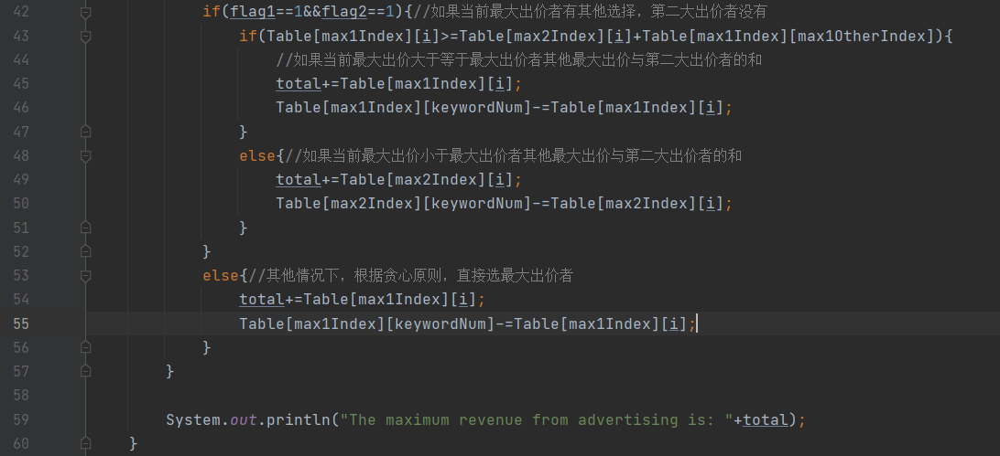 42 if(flag1==1&&flag2==1){//如果当前最大出价者有其他选择，第二大出价者没有
43 if(Table[max1Index][i]>=Table[max2Index][i]+Table[max1Index][max1OtherIndex]){
44 //如果当前最大出价大于等于最大出价者其他最大出价与第二大出价者的和
45 total+=Table[max1Index][i];
46 Table[max1Index][keywordNum]-=Table[max1Index][i];
47 }
48 else{//如果当前最大出价小于最大出价者其他最大出价与第二大出价者的和
49 total+=Table[max2Index][i];
50 Table[max2Index][keywordNum]-=Table[max2Index][i];
51 }
52 }
53 else{//其他情况下，根据贪心原则，直接选最大出价者
54 total+=Table[max1Index][i];
55 Table[max1Index][keywordNum]-=Table[max1Index][i];
56 }
57 }
58
59 System.out.println("The maximum revenue from advertising is: "+total);
60 }